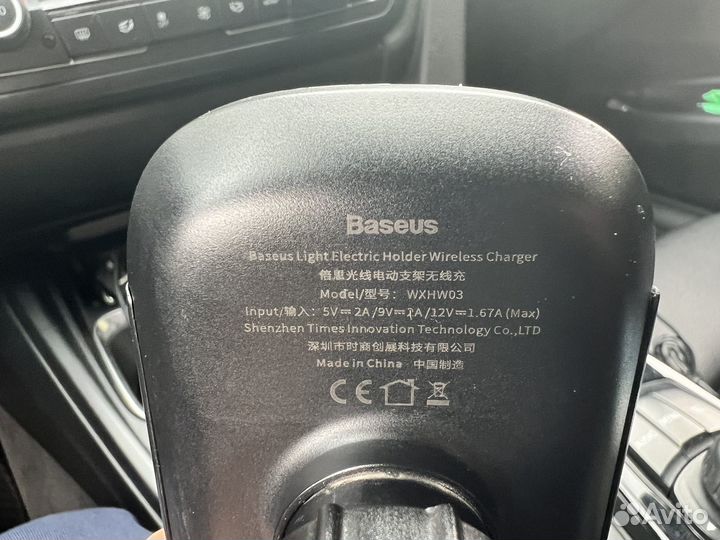 Baseus
Baseus Light Electric Holder Wireless Charger
倍思光线电动支架无线充
Model/型号: WXHW03
Input/输入: 5V⎓2A/9V⎓2A/12V⎓1.67A (Max)
Shenzhen Times Innovation Technology Co.,LTD
深圳市时商创展科技有限公司
Made in China 中国制造
CE
Avito